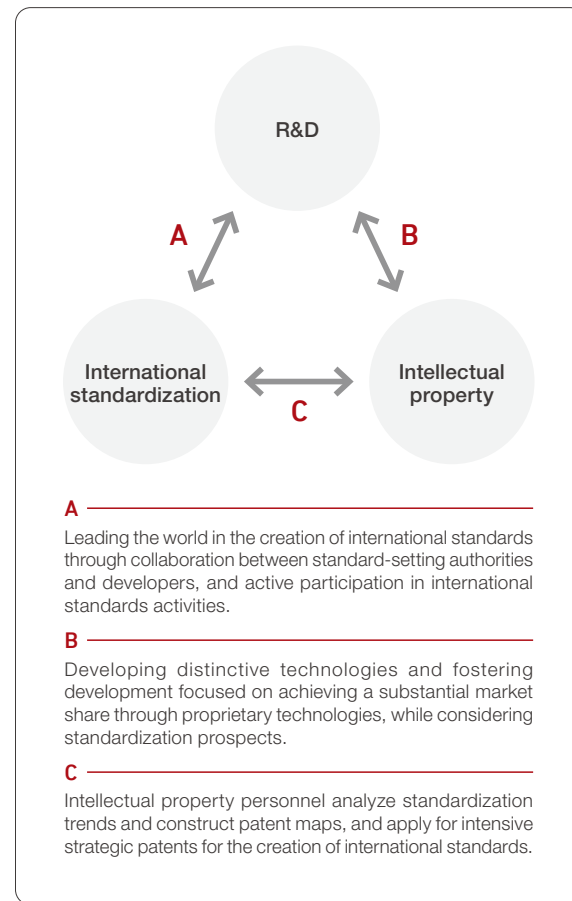 R&D
A
B
International
standardization
Intellectual
property
C
A
Leading the world in the creation of international standards
through collaboration between standard-setting authorities
and developers, and active participation in international
standards activities.
B
Developing distinctive technologies and fostering
development focused on achieving a substantial market
share through proprietary technologies, while considering
standardization prospects.
C
Intellectual property personnel analyze standardization
trends and construct patent maps, and apply for intensive
strategic patents for the creation of international standards.